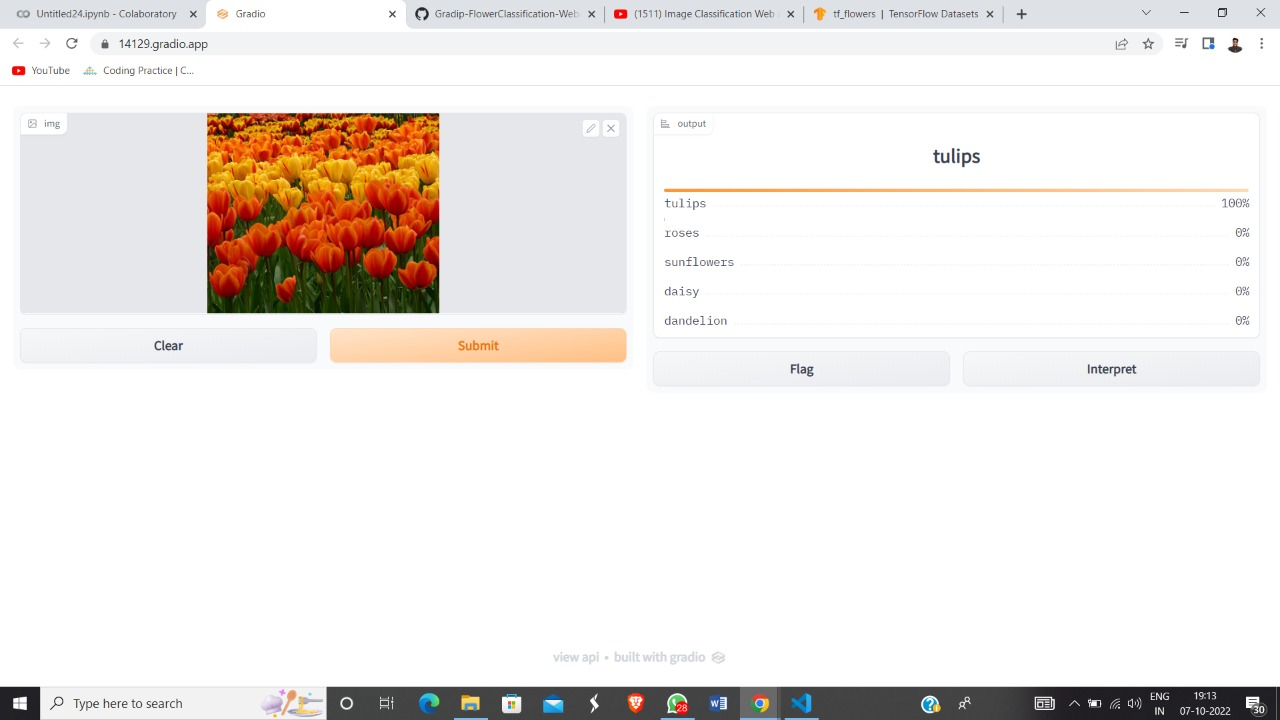 Untitled24.ipynb - Colaboratory
Gradio
Gradip-FlowerClassification-Web
(1511) Image Classification Web
tf_flowers | Tensorflow Datasets
14129.gradio.app
YouTube
Coding Practice | C...
img
Clear
Submit
output
tulips
tulips 100%
roses 0%
sunflowers 0%
daisy 0%
dandelion 0%
Flag
Interpret
view api • built with gradio
Type here to search
28
ENG
IN
19:13
07-10-2022
30